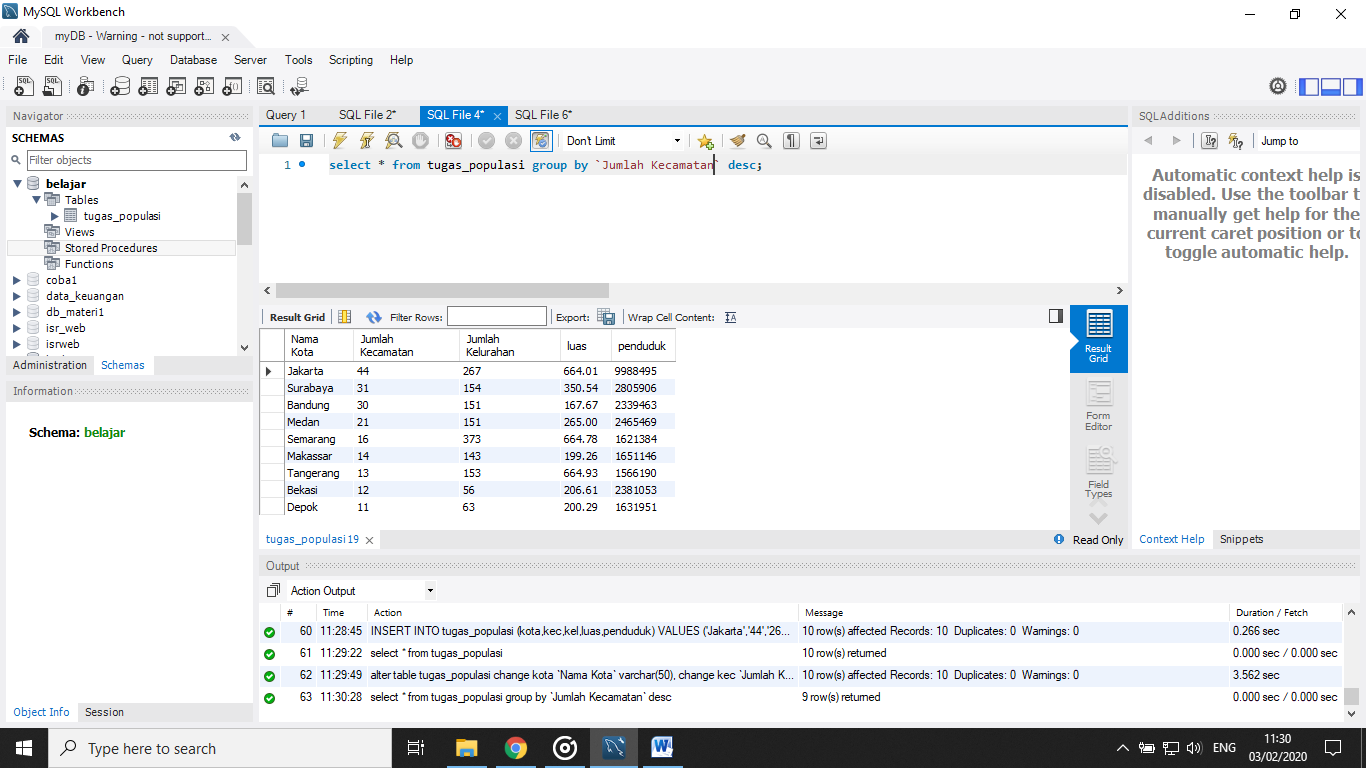 MySQL Workbench
myDB - Warning - not support...
File Edit View Query Database Server Tools Scripting Help
Navigator
SCHEMAS
Filter objects
belajar
Tables
tugas_populasi
Views
Stored Procedures
Functions
coba1
data_keuangan
db_materi1
isr_web
isrweb
Administration Schemas
Information
Schema: belajar
Object Info Session
Query 1 SQL File 2* SQL File 4* SQL File 6*
Don't Limit
1 select * from tugas_populasi group by `Jumlah Kecamatan` desc;
Result Grid Filter Rows: Export: Wrap Cell Content:
Nama Kota Jumlah Kecamatan Jumlah Kelurahan luas penduduk
Jakarta 44 267 664.01 9988495
Surabaya 31 154 350.54 2805906
Bandung 30 151 167.67 2339463
Medan 21 151 265.00 2465469
Semarang 16 373 664.78 1621384
Makassar 14 143 199.26 1651146
Tangerang 13 153 664.93 1566190
Bekasi 12 56 206.61 2381053
Depok 11 63 200.29 1631951
Result Grid
Form Editor
Field Types
tugas_populasi 19 Read Only
SQLAdditions
Jump to
Automatic context help is
disabled. Use the toolbar t
manually get help for the
current caret position or to
toggle automatic help.
Context Help Snippets
Output
Action Output
# Time Action Message Duration / Fetch
60 11:28:45 INSERT INTO tugas_populasi (kota,kec,kel,luas,penduduk) VALUES ('Jakarta','44','26... 10 row(s) affected Records: 10 Duplicates: 0 Warnings: 0 0.266 sec
61 11:29:22 select * from tugas_populasi 10 row(s) returned 0.000 sec / 0.000 sec
62 11:29:49 alter table tugas_populasi change kota `Nama Kota` varchar(50), change kec `Jumlah K... 10 row(s) affected Records: 10 Duplicates: 0 Warnings: 0 3.562 sec
63 11:30:28 select * from tugas_populasi group by `Jumlah Kecamatan` desc 9 row(s) returned 0.000 sec / 0.000 sec
Type here to search
ENG
11:30
03/02/2020